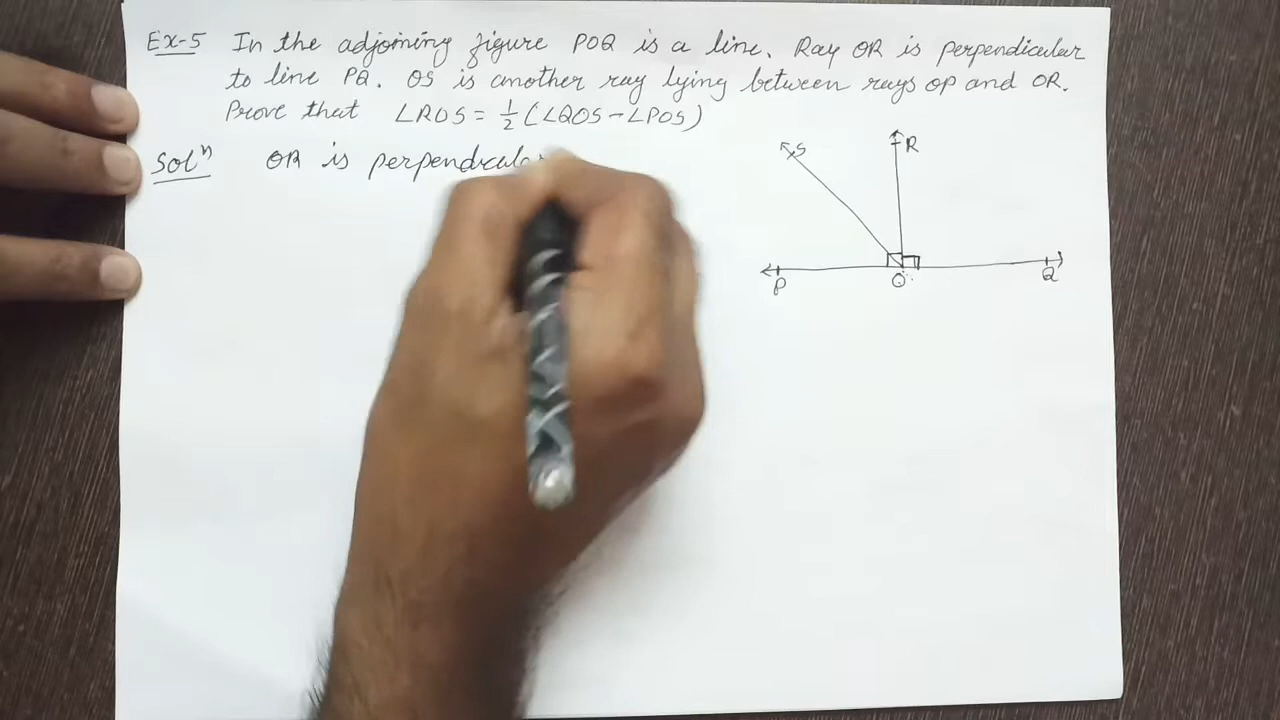 Ex-5 In the adjoining figure POQ is a line. Ray OR is perpendicular
to line PQ. OS is another ray lying between rays OP and OR.
Prove that ∠ROS = 1/2 (∠QOS - ∠POS)
Solⁿ OR is perpendicular
S
R
P
O
Q